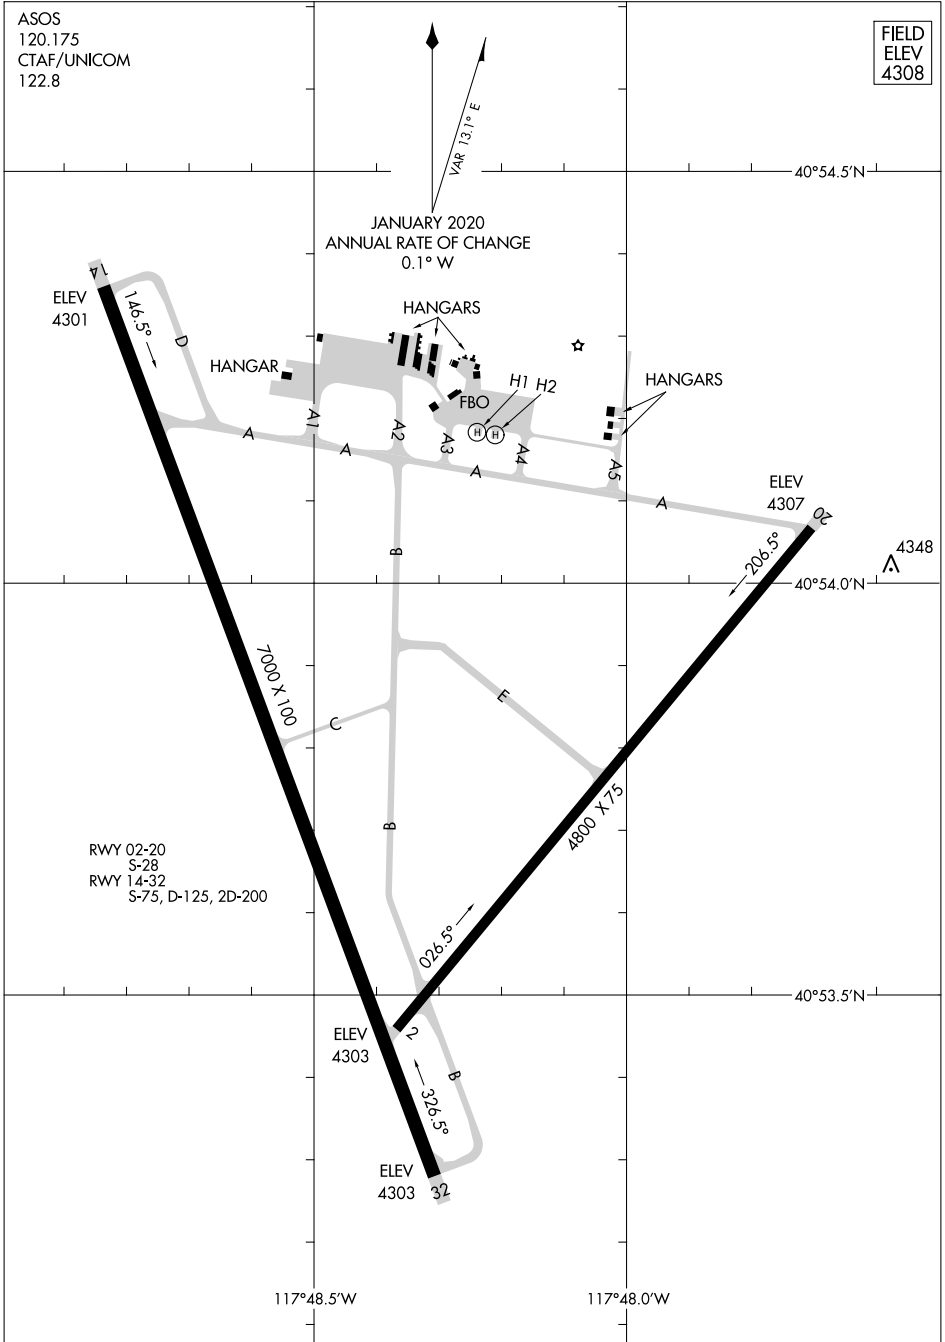 ASOS
120.175
CTAF/UNICOM
122.8
FIELD
ELEV
4308
VAR 13.1° E
JANUARY 2020
ANNUAL RATE OF CHANGE
0.1° W
40°54.5'N
14
ELEV
4301
146.5°
D
HANGARS
HANGAR
H1 H2
HANGARS
FBO
H
H
A
A1
A
A2
A3
A
A4
A5
A
ELEV
4307
20
206.5°
4348
40°54.0'N
B
7000 X 100
C
E
B
4800 X 75
RWY 02-20
S-28
RWY 14-32
S-75, D-125, 2D-200
026.5°
40°53.5'N
ELEV
4303
2
B
326.5°
ELEV
4303
32
117°48.5'W
117°48.0'W